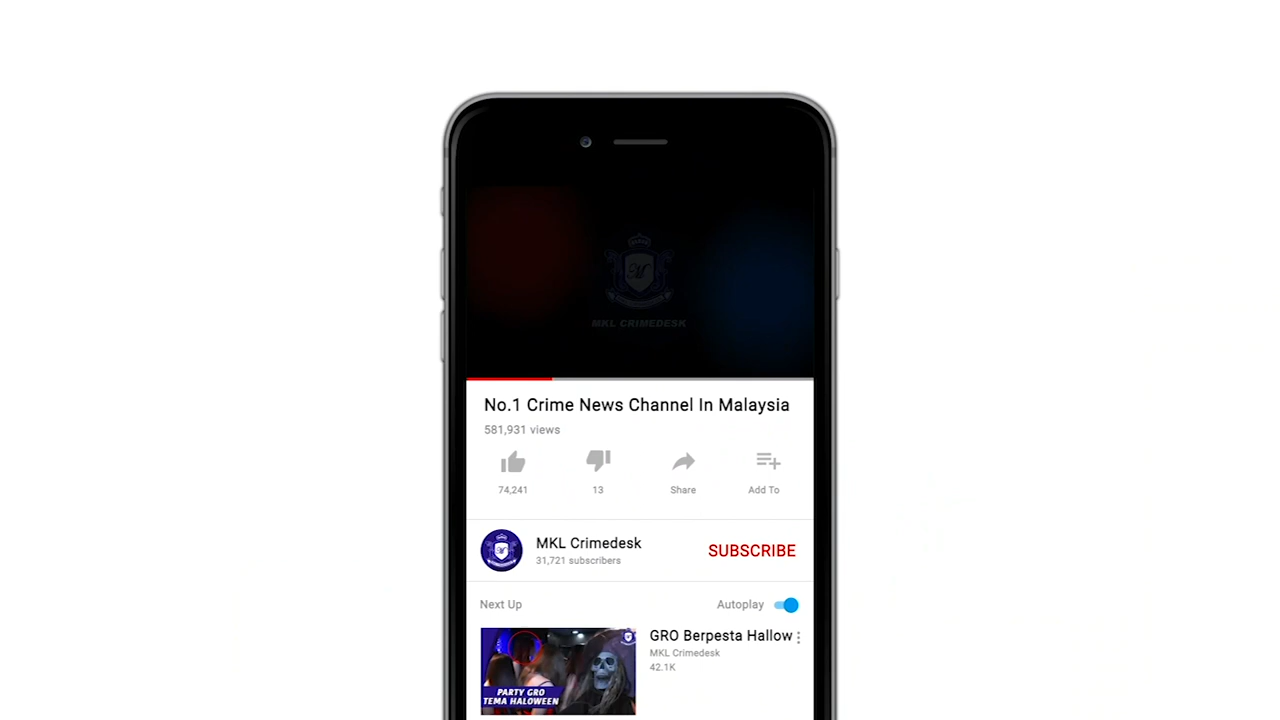 MKL CRIMEDESK
No.1 Crime News Channel In Malaysia
581,931 views
74,241
13
Share
Add To
MKL Crimedesk
31,721 subscribers
SUBSCRIBE
Next Up
Autoplay
PARTY GRO
TEMA HALOWEEN
GRO Berpesta Hallow
MKL Crimedesk
42.1K